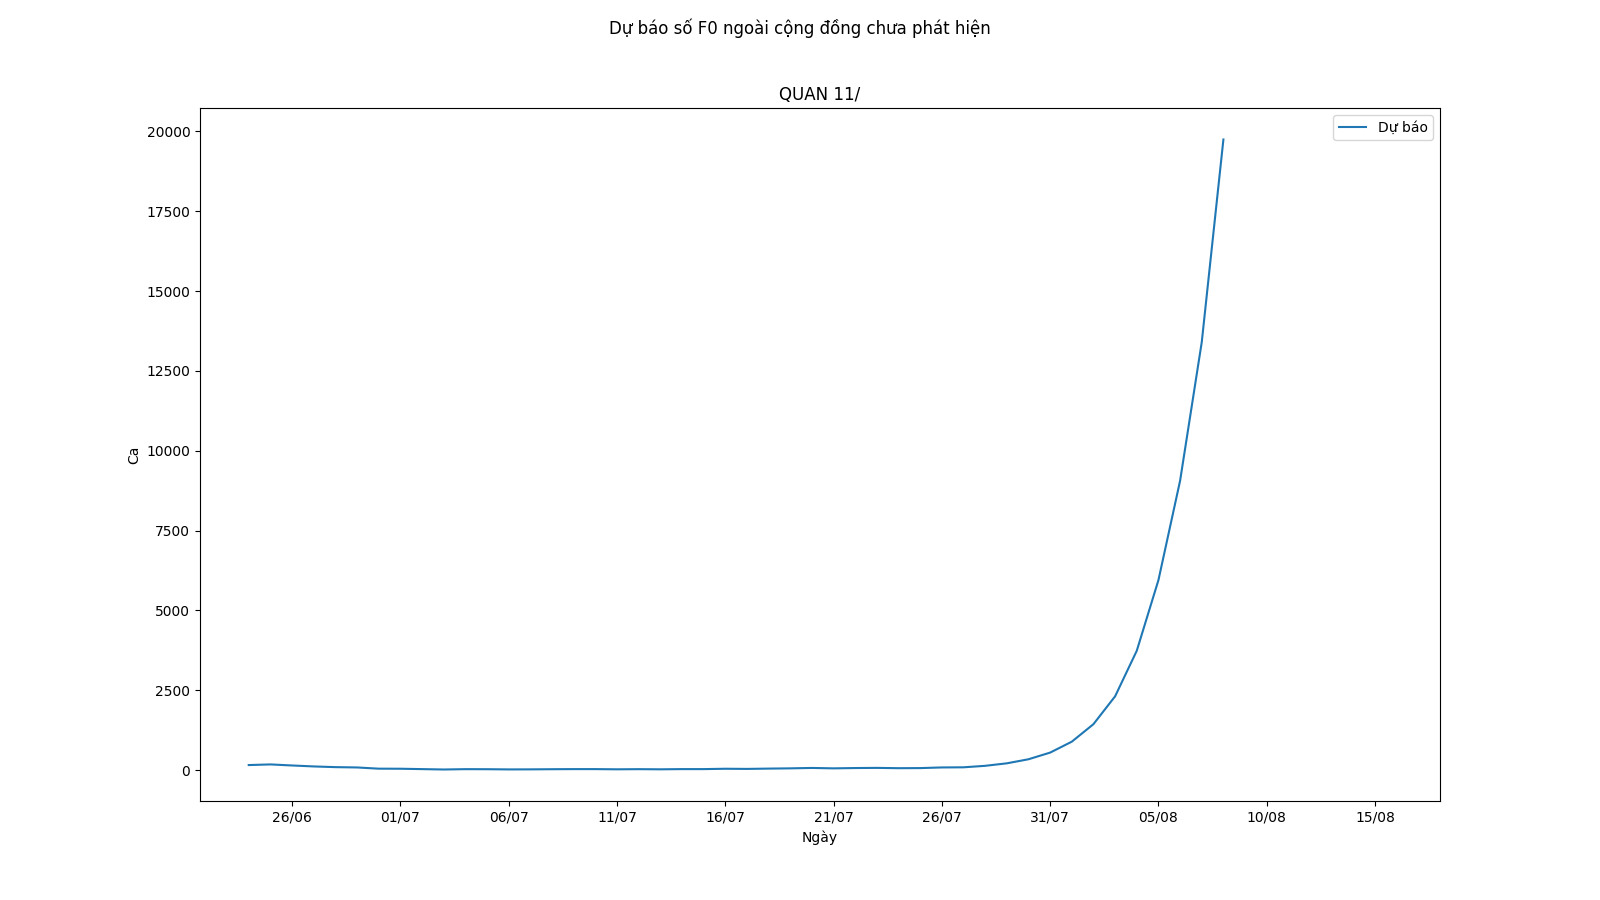 Dự báo số F0 ngoài cộng đồng chưa phát hiện
QUAN 11/
Dự báo
20000
17500
15000
12500
10000
7500
5000
2500
0
Ca
26/06 01/07 06/07 11/07 16/07 21/07 26/07 31/07 05/08 10/08 15/08
Ngày